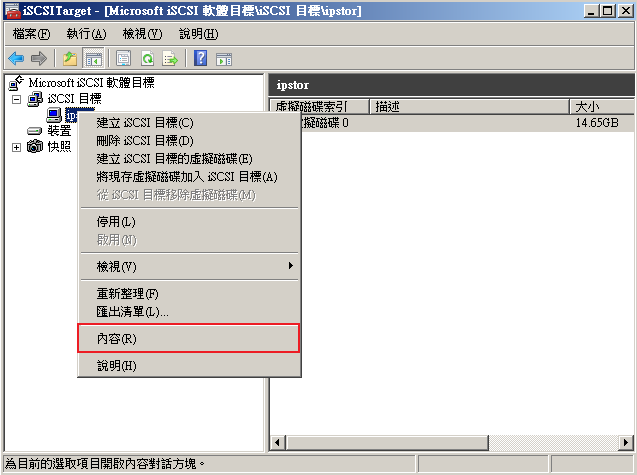 iSCSITarget - [Microsoft iSCSI 軟體目標\iSCSI 目標\ipstor]
檔案(F) 執行(A) 檢視(V) 說明(H)
Microsoft iSCSI 軟體目標
iSCSI 目標
裝置
快照
ipstor
虛擬磁碟索引 描述 大小
虛擬磁碟 0 14.65GB
建立 iSCSI 目標(C)
刪除 iSCSI 目標(D)
建立 iSCSI 目標的虛擬磁碟(E)
將現存虛擬磁碟加入 iSCSI 目標(A)
從 iSCSI 目標移除虛擬磁碟(M)
停用(L)
啟用(N)
檢視(V)
重新整理(F)
匯出清單(L)...
內容(R)
說明(H)
為目前的選取項目開啟內容對話方塊。